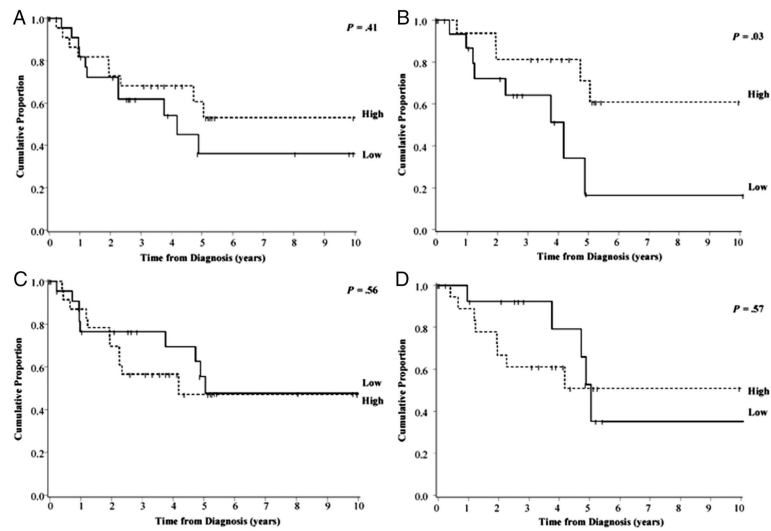 A
P = .41
Cumulative Proportion
1.0
0.8
0.6
0.4
0.2
0.0
High
Low
0 1 2 3 4 5 6 7 8 9 10
Time from Diagnosis (years)
B
P = .03
Cumulative Proportion
1.0
0.8
0.6
0.4
0.2
0.0
High
Low
0 1 2 3 4 5 6 7 8 9 10
Time from Diagnosis (years)
C
P = .56
Cumulative Proportion
1.0
0.8
0.6
0.4
0.2
0.0
Low
High
0 1 2 3 4 5 6 7 8 9 10
Time from Diagnosis (years)
D
P = .57
Cumulative Proportion
1.0
0.8
0.6
0.4
0.2
0.0
High
Low
0 1 2 3 4 5 6 7 8 9 10
Time from Diagnosis (years)